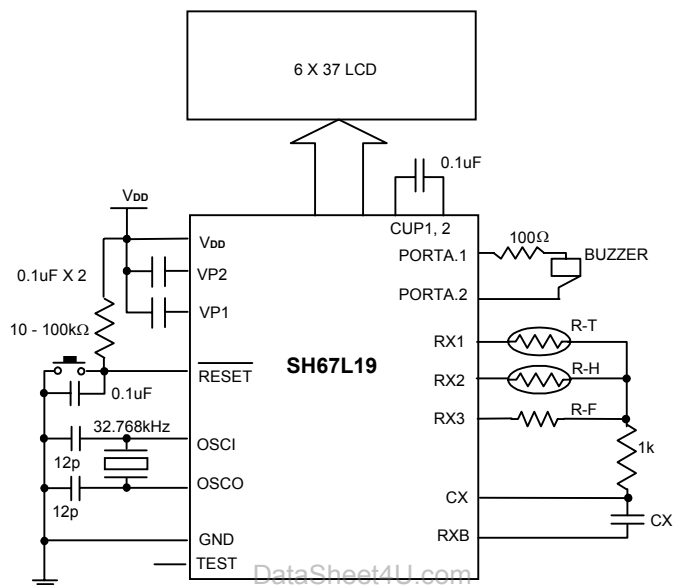 6 X 37 LCD
0.1uF
VDD
CUP1, 2
VDD
PORTA.1
100Ω
BUZZER
0.1uF X 2
VP2
PORTA.2
VP1
10 - 100kΩ
RX1
R-T
RESET
SH67L19
RX2
R-H
0.1uF
RX3
R-F
32.768kHz
OSCI
1k
12p
OSCO
CX
12p
CX
RXB
GND
TEST
DataSheet4U.com